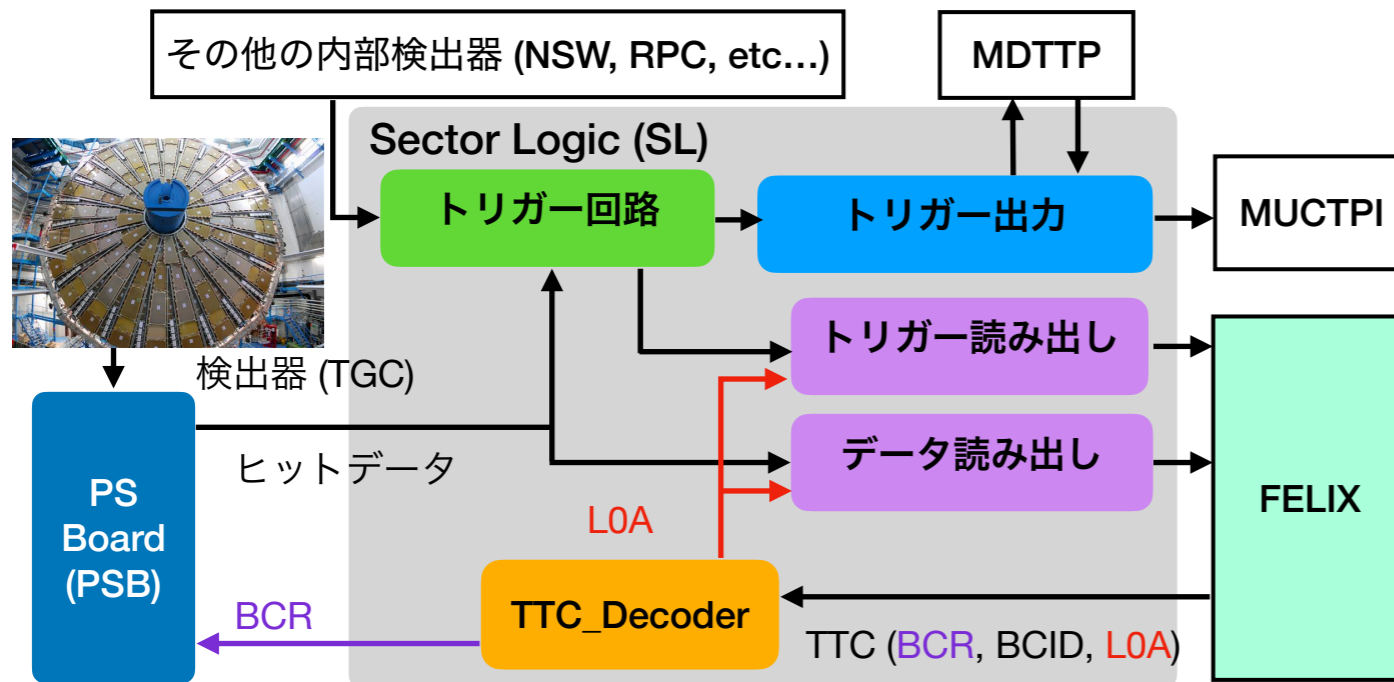 その他の内部検出器 (NSW, RPC, etc…)
MDTTP
Sector Logic (SL)
トリガー回路
トリガー出力
MUCTPI
トリガー読み出し
検出器 (TGC)
データ読み出し
ヒットデータ
PS
Board
(PSB)
FELIX
L0A
TTC_Decoder
BCR
TTC (BCR, BCID, L0A)